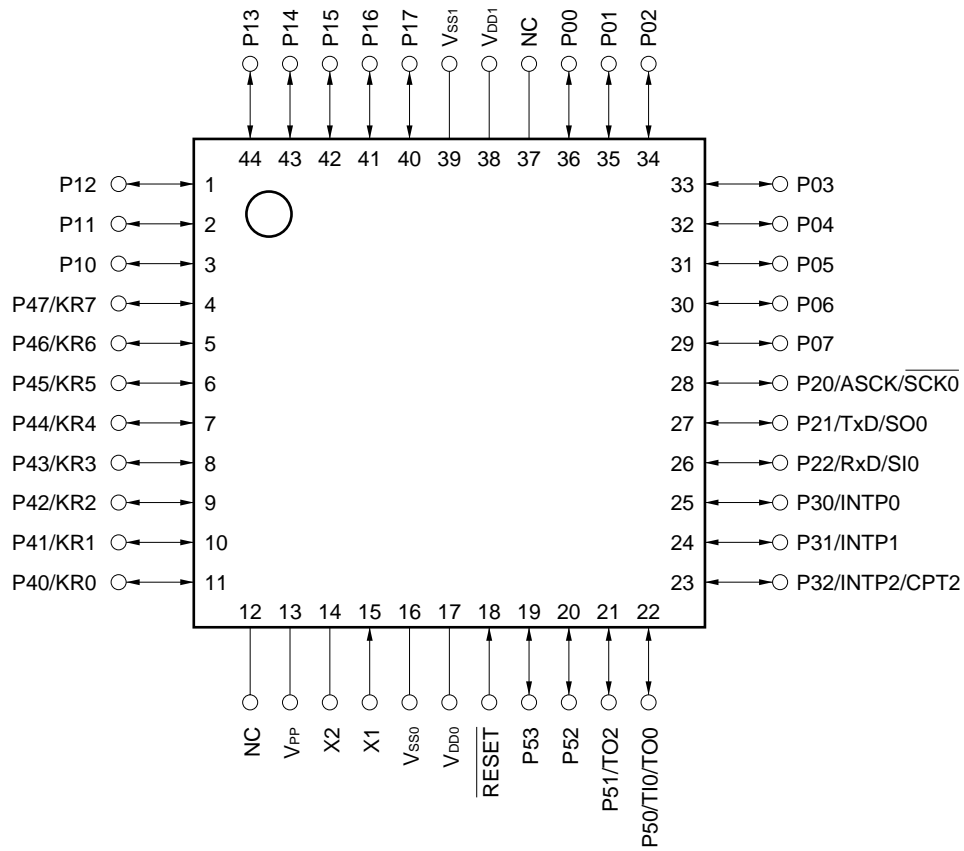 P13 P14 P15 P16 P17 VSS1 VDD1 NC P00 P01 P02
44 43 42 41 40 39 38 37 36 35 34
P12 1 33 P03
P11 2 32 P04
P10 3 31 P05
P47/KR7 4 30 P06
P46/KR6 5 29 P07
P45/KR5 6 28 P20/ASCK/SCK0
P44/KR4 7 27 P21/TxD/SO0
P43/KR3 8 26 P22/RxD/SI0
P42/KR2 9 25 P30/INTP0
P41/KR1 10 24 P31/INTP1
P40/KR0 11 23 P32/INTP2/CPT2
12 13 14 15 16 17 18 19 20 21 22
NC VPP X2 X1 VSS0 VDD0 RESET P53 P52 P51/TO2 P50/TI0/TO0